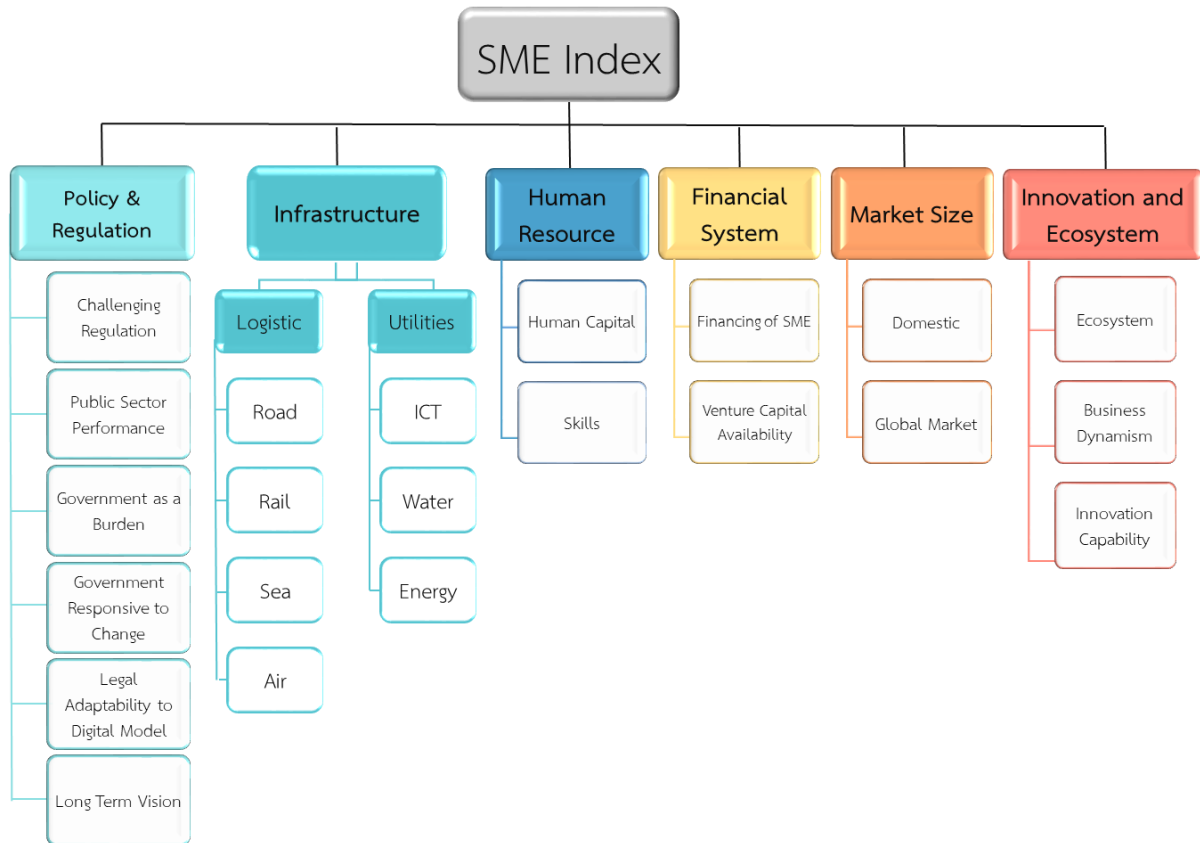 SME Index
Policy &
Regulation
Challenging
Regulation
Public Sector
Performance
Government as a
Burden
Government
Responsive to
Change
Legal
Adaptability to
Digital Model
Long Term Vision
Infrastructure
Logistic
Road
Rail
Sea
Air
Utilities
ICT
Water
Energy
Human
Resource
Human Capital
Skills
Financial
System
Financing of SME
Venture Capital
Availability
Market Size
Domestic
Global Market
Innovation and
Ecosystem
Ecosystem
Business
Dynamism
Innovation
Capability